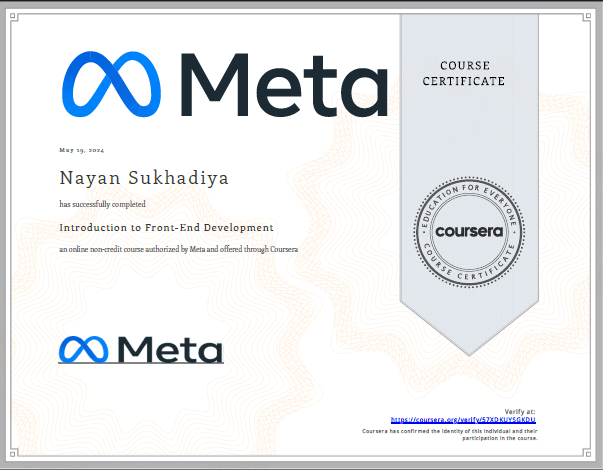 Meta
COURSE
CERTIFICATE
May 19, 2024
Nayan Sukhadiya
has successfully completed
Introduction to Front-End Development
an online non-credit course authorized by Meta and offered through Coursera
EDUCATION FOR EVERYONE
coursera
COURSE CERTIFICATE
Meta
Verify at:
https://coursera.org/verify/57XDKUYSGKDU
Coursera has confirmed the identity of this individual and their
participation in the course.